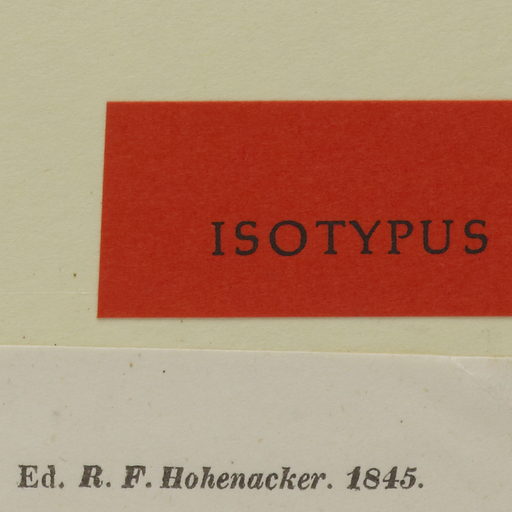 ISOTYPUS
Ed. R. F. Hohenacker. 1845.